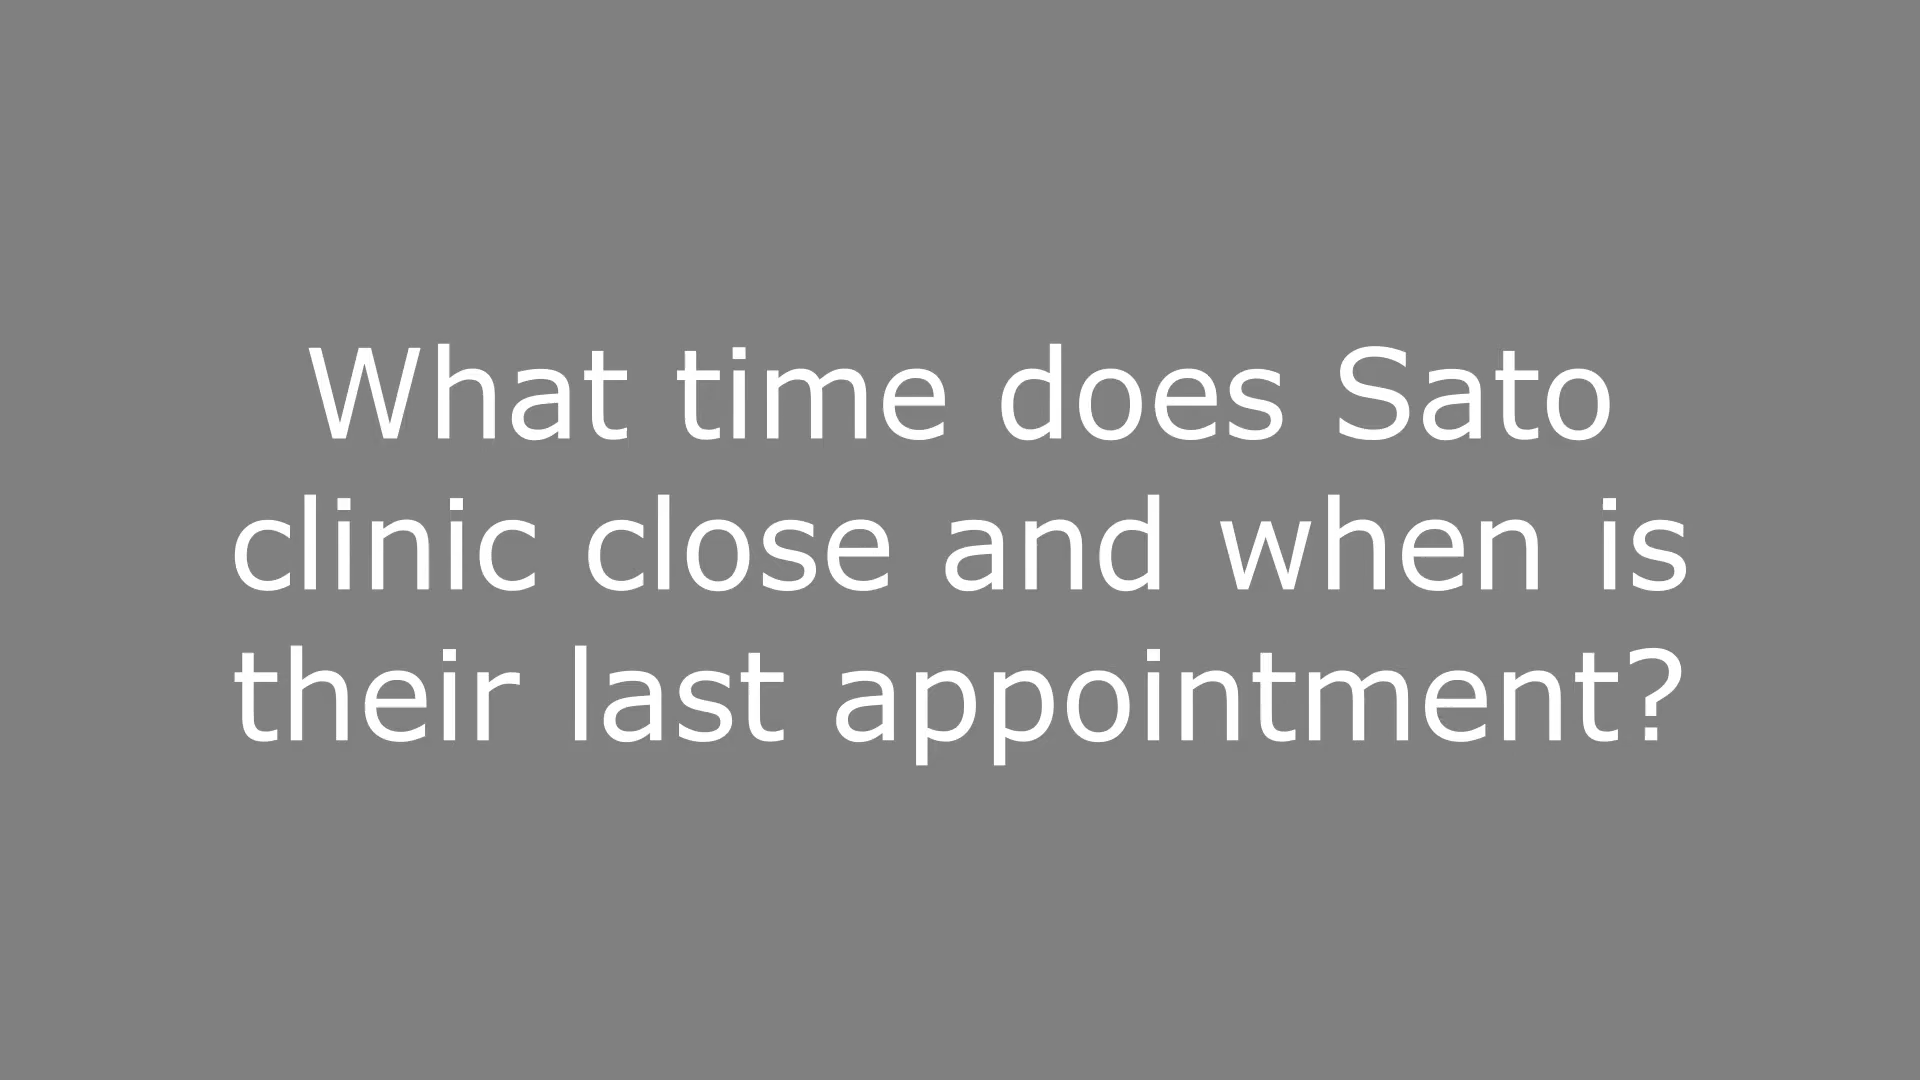 What time does Sato
clinic close and when is
their last appointment?